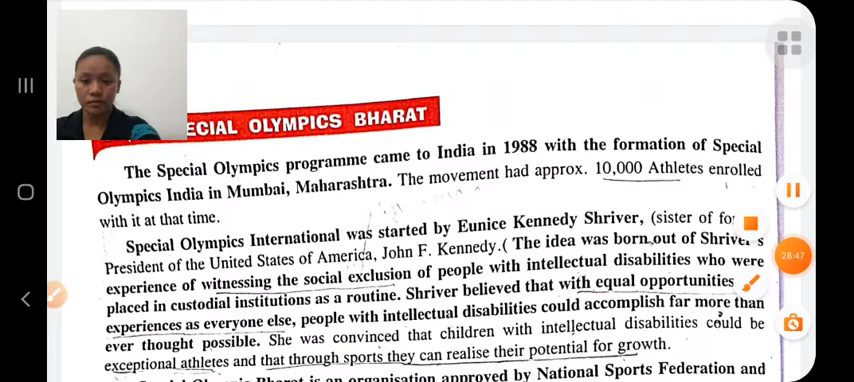 ECIAL OLYMPICS BHARAT
The Special Olympics programme came to India in 1988 with the formation of Special
Olympics India in Mumbai, Maharashtra. The movement had approx. 10,000 Athletes enrolled
with it at that time.
Special Olympics International was started by Eunice Kennedy Shriver, (sister of
President of the United States of America, John F. Kennedy.( The idea was born out of Shriver's
experience of witnessing the social exclusion of people with intellectual disabilities who were
placed in custodial institutions as a routine. Shriver believed that with equal opportunities
experiences as everyone else, people with intellectual disabilities could accomplish far more than
ever thought possible. She was convinced that children with intellectual disabilities could be
exceptional athletes and that through sports they can realise their potential for growth.
Bharat is an organisation approved by National Sports Federation and
28:47